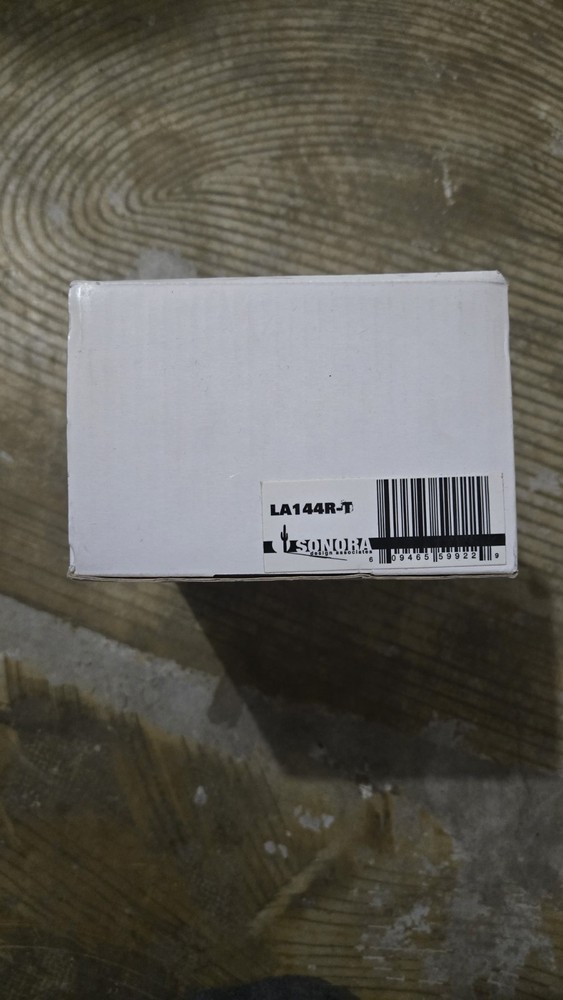 LA144R-T
SONORA
design associates
6 09465 59922 9